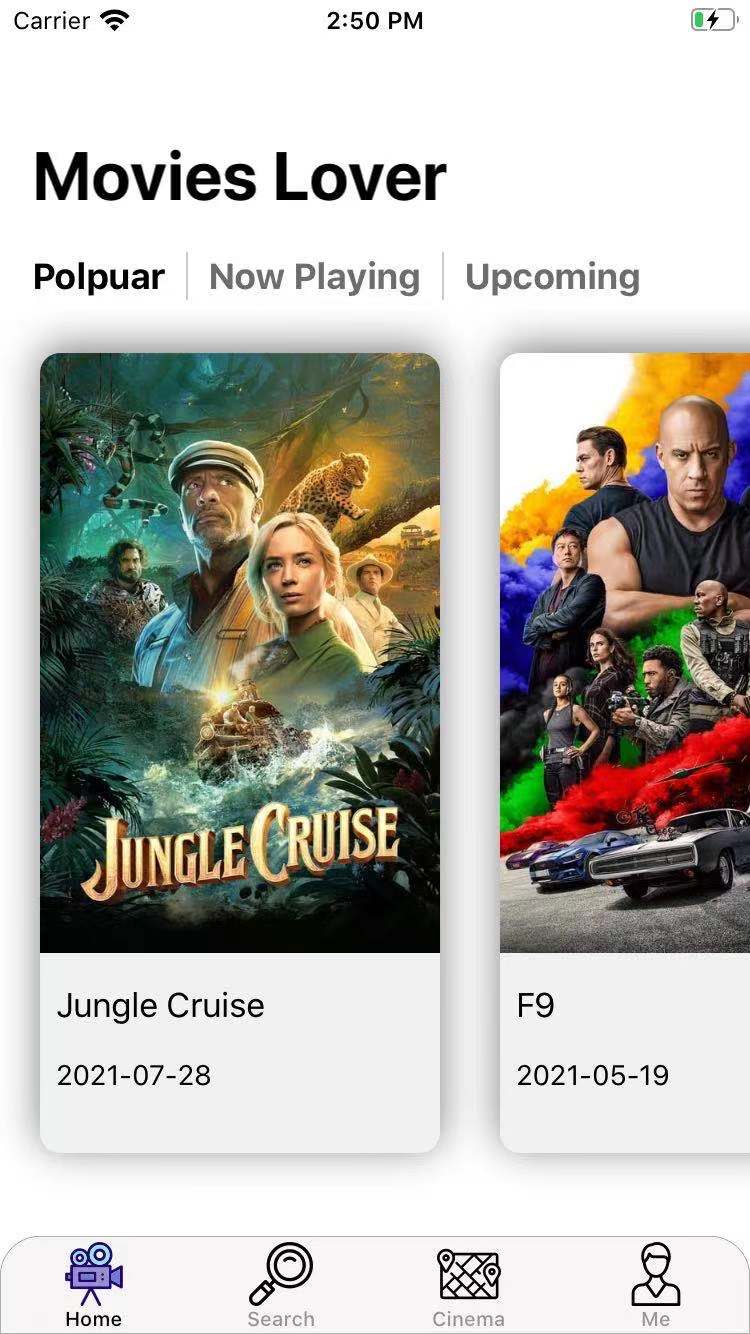 Carrier 2:50 PM
Movies Lover
Polpuar Now Playing Upcoming
JUNGLE CRUISE
Jungle Cruise F9
2021-07-28 2021-05-19
Home Search Cinema Me